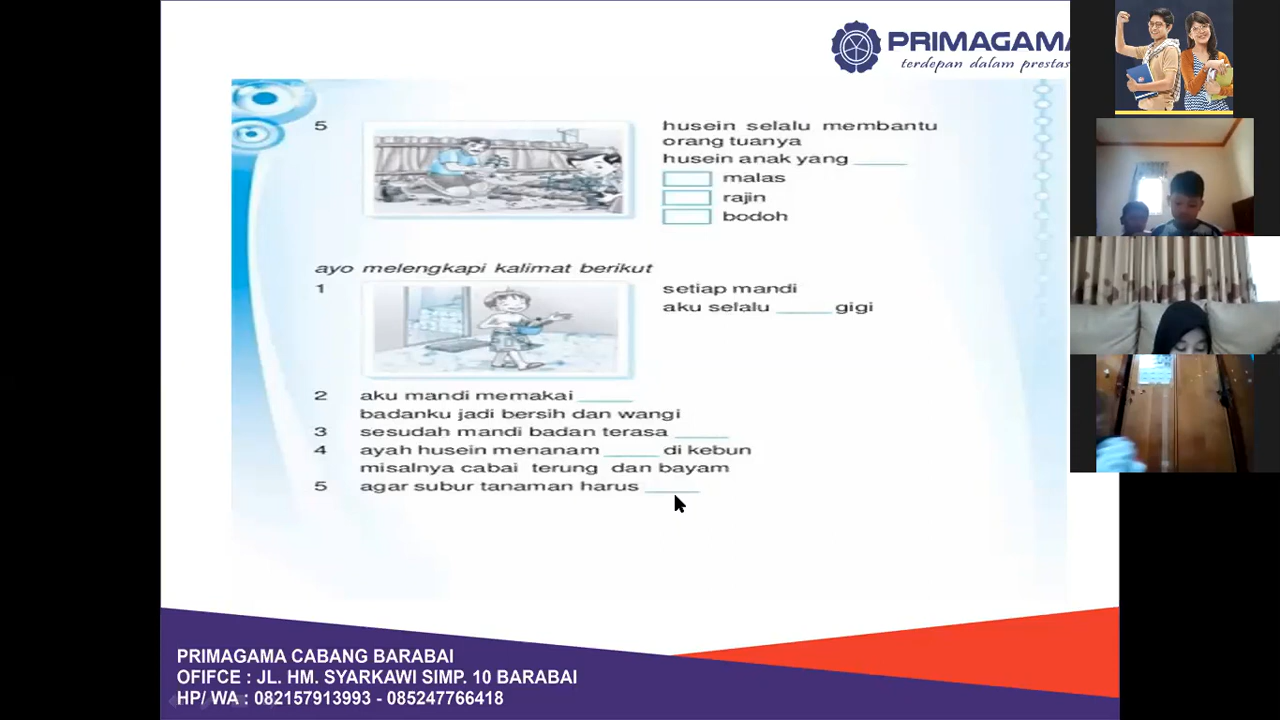 PRIMAGAMA
terdepan dalam prestas
5
husein selalu membantu
orang tuanya
husein anak yang ____
malas
rajin
bodoh
ayo melengkapi kalimat berikut
1
setiap mandi
aku selalu ____ gigi
2 aku mandi memakai ____
badanku jadi bersih dan wangi
3 sesudah mandi badan terasa ____
4 ayah husein menanam ____ di kebun
misalnya cabai terung dan bayam
5 agar subur tanaman harus ____
PRIMAGAMA CABANG BARABAI
OFIFCE : JL. HM. SYARKAWI SIMP. 10 BARABAI
HP/ WA : 082157913993 - 085247766418